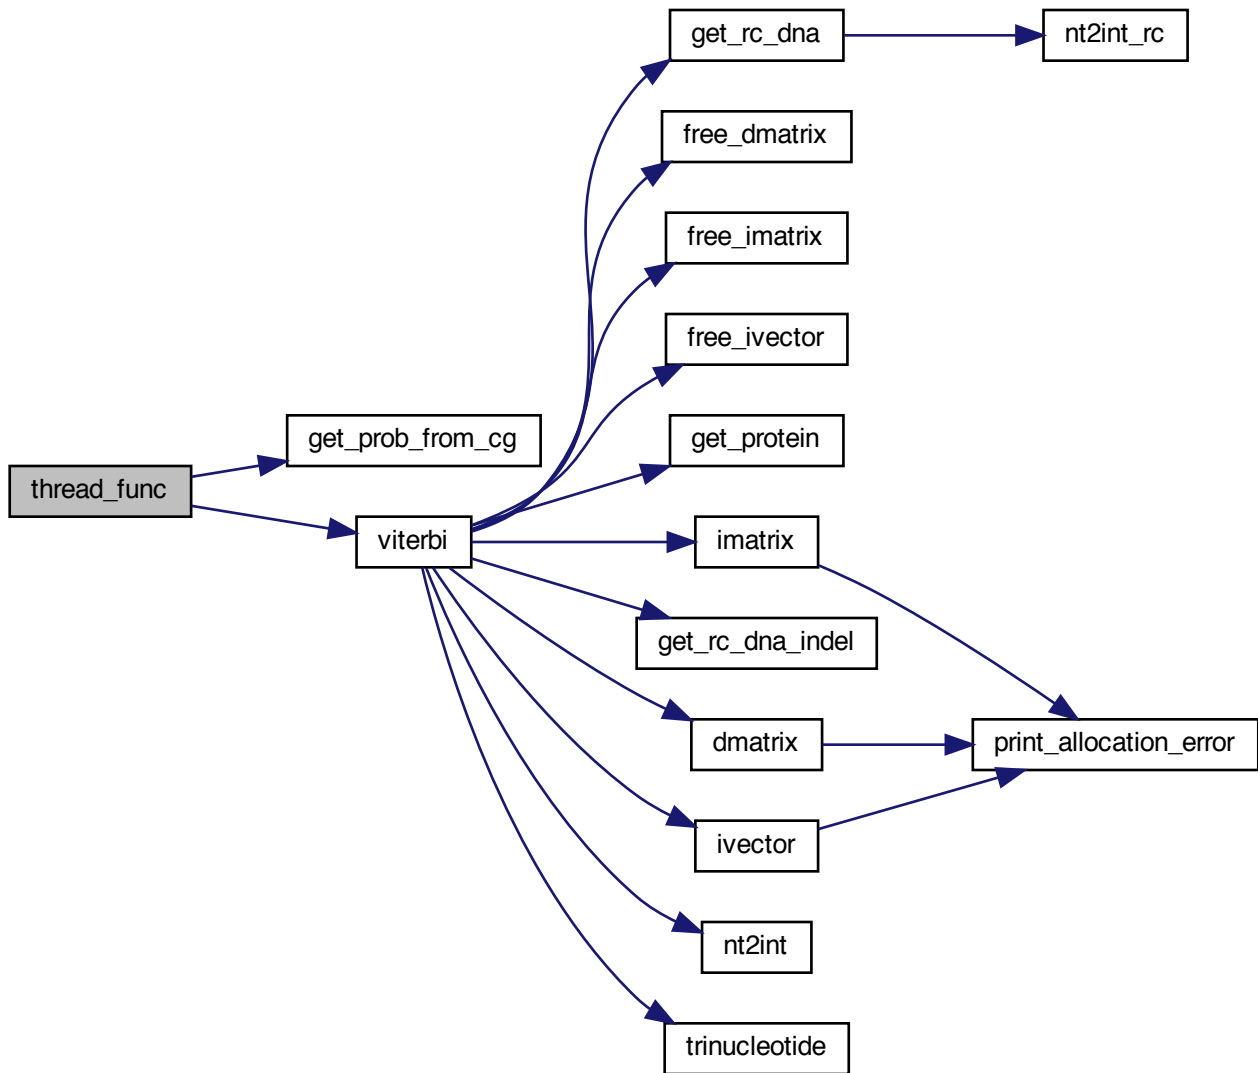 get_rc_dna
nt2int_rc
free_dmatrix
free_imatrix
free_ivector
get_prob_from_cg
get_protein
thread_func
viterbi
imatrix
get_rc_dna_indel
dmatrix
print_allocation_error
ivector
nt2int
trinucleotide